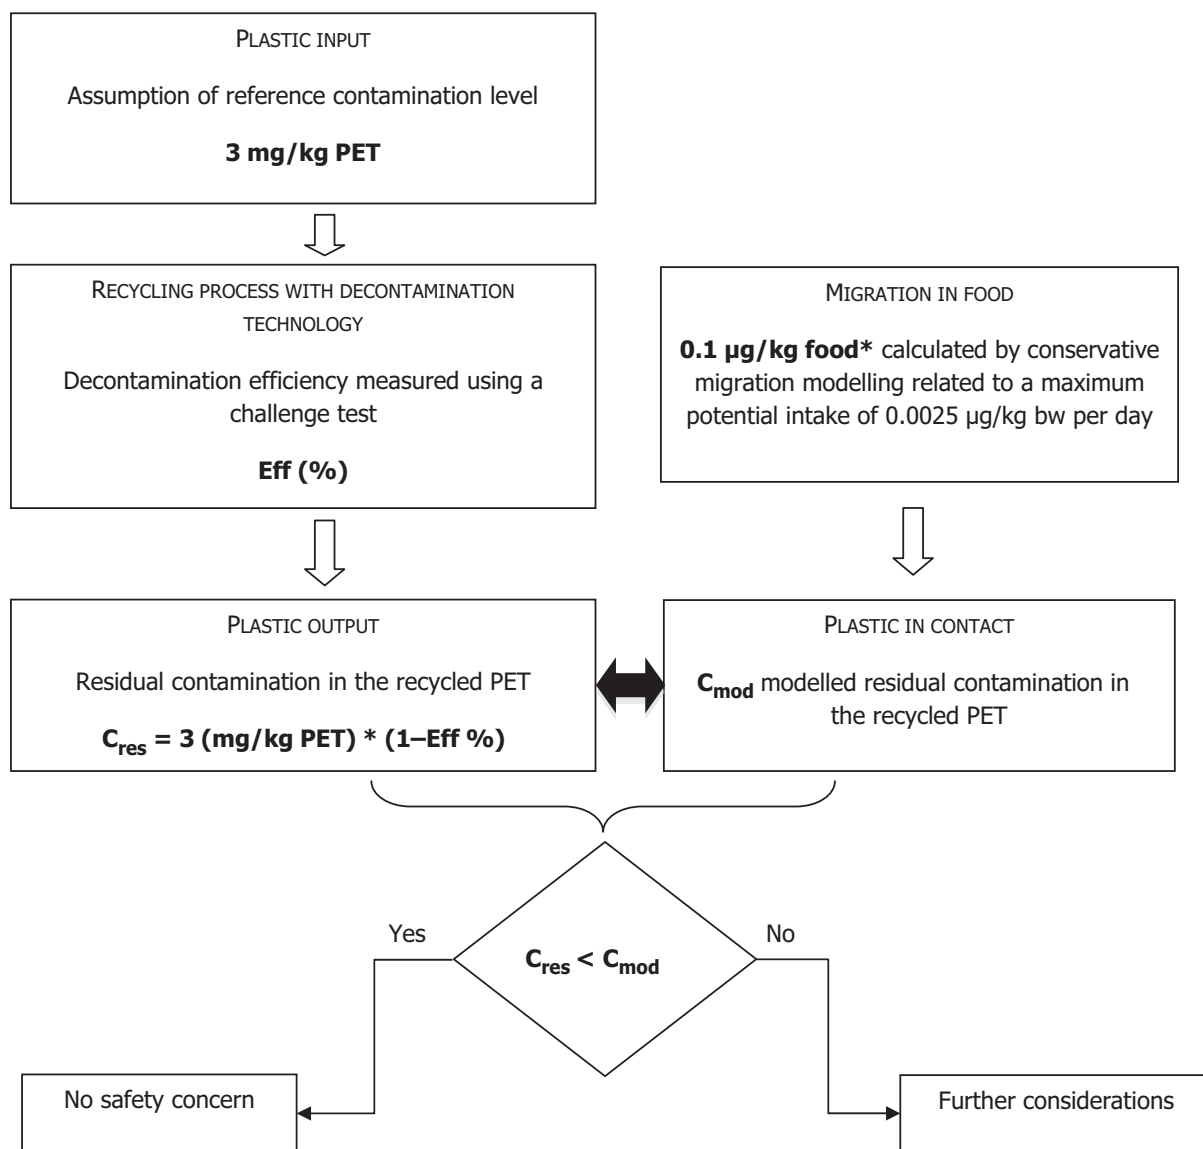 PLASTIC INPUT
Assumption of reference contamination level
3 mg/kg PET
RECYCLING PROCESS WITH DECONTAMINATION
TECHNOLOGY
Decontamination efficiency measured using a
challenge test
Eff (%)
MIGRATION IN FOOD
0.1 µg/kg food* calculated by conservative
migration modelling related to a maximum
potential intake of 0.0025 µg/kg bw per day
PLASTIC OUTPUT
Residual contamination in the recycled PET
Cres = 3 (mg/kg PET) * (1–Eff %)
PLASTIC IN CONTACT
Cmod modelled residual contamination in
the recycled PET
Yes
Cres < Cmod
No
No safety concern
Further considerations